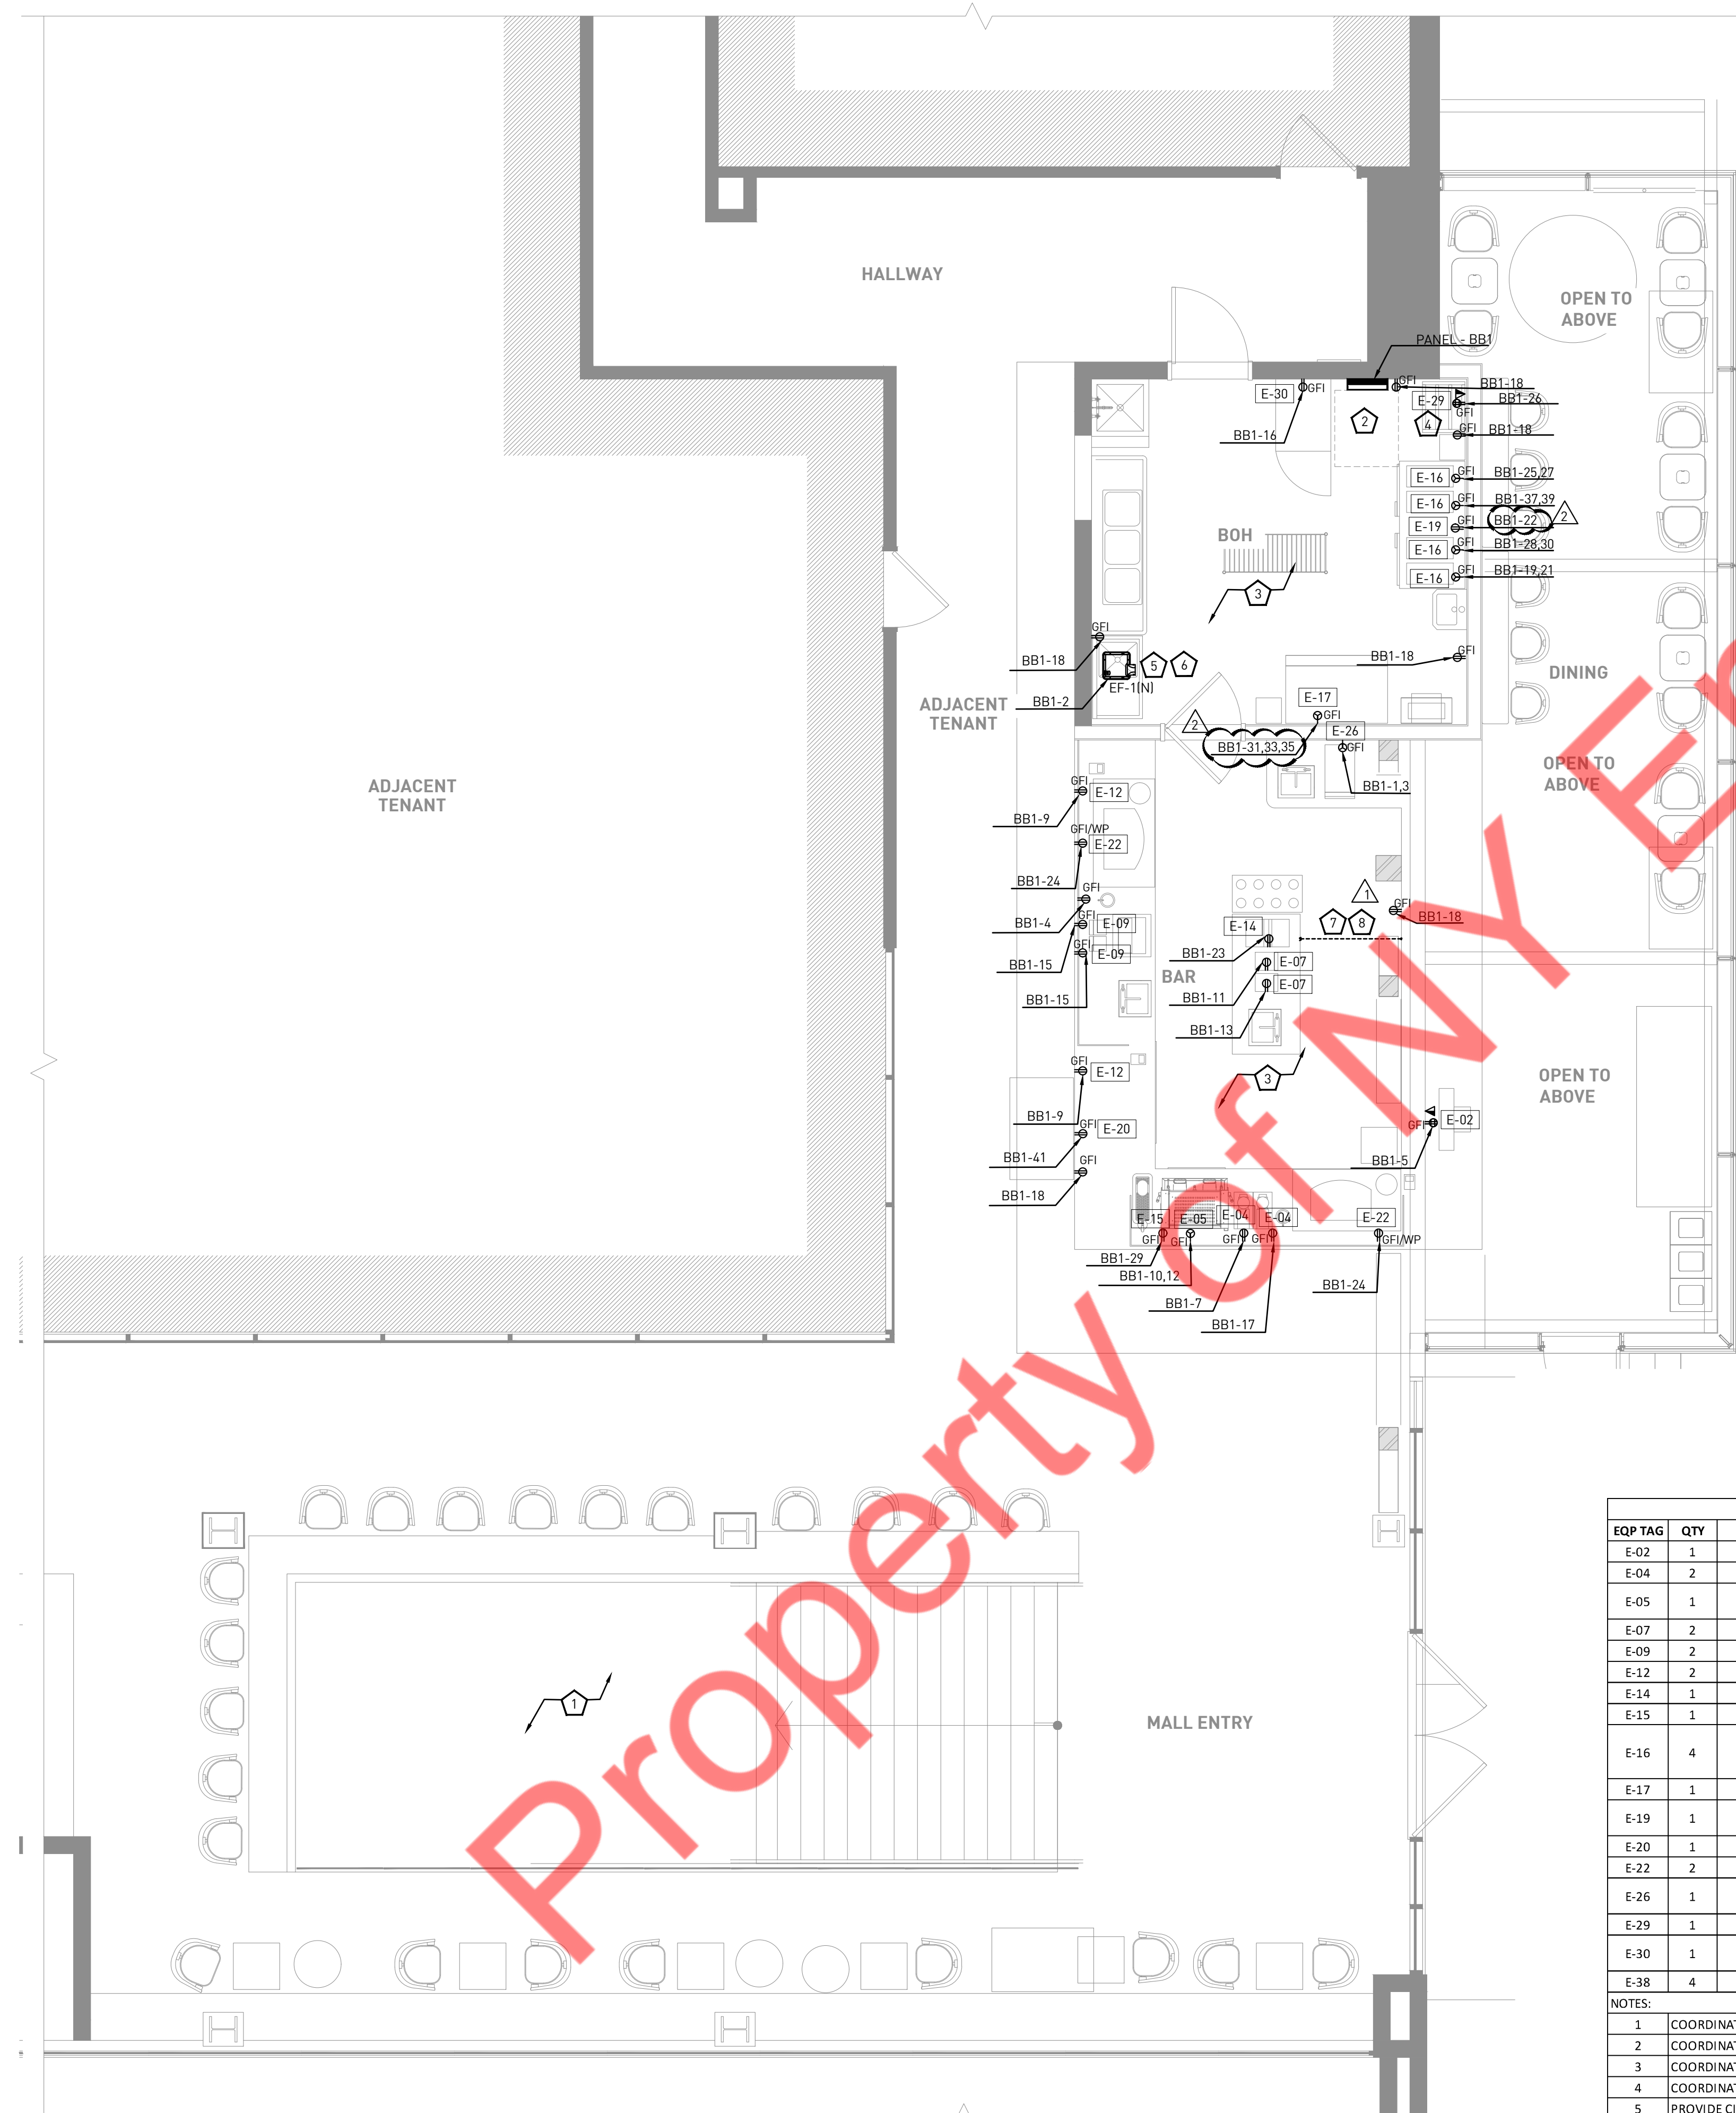 HALLWAY
OPEN TO
ABOVE
PANEL - BB1
E-30
GFI
BB1-16
2
GFI
BB1-18
E-29
BB1-26
GFI
4
GFI
BB1-18
E-16
GFI
BB1-25,27
E-16
GFI
BB1-37,39
E-19
GFI
BB1-22
2
E-16
GFI
BB1-28,30
E-16
GFI
BB1-19,21
BOH
3
GFI
BB1-18
5
6
EF-1(N)
BB1-2
BB1-18
GFI
DINING
ADJACENT
TENANT
E-17
GFI
2
BB1-31,33,35
E-26
GFI
BB1-1,3
OPEN TO
ABOVE
ADJACENT
TENANT
GFI
E-12
BB1-9
GFI/WP
E-22
BB1-24
GFI
BB1-4
E-09
BB1-15
GFI
E-09
BB1-15
1
7
8
GFI
BB1-18
E-14
BB1-23
BAR
E-07
BB1-11
E-07
BB1-13
3
OPEN TO
ABOVE
GFI
E-12
BB1-9
GFI
E-20
BB1-41
GFI
BB1-18
GFI
E-02
BB1-5
E-15
E-05
E-04
E-04
E-22
GFI
GFI
GFI
GFI
GFI/WP
BB1-29
BB1-10,12
BB1-7
BB1-17
BB1-24
1
MALL ENTRY
Property of NY En
EQP TAG QTY
E-02 1
E-04 2
E-05 1
E-07 2
E-09 2
E-12 2
E-14 1
E-15 1
E-16 4
E-17 1
E-19 1
E-20 1
E-22 2
E-26 1
E-29 1
E-30 1
E-38 4
NOTES:
1 COORDINAT
2 COORDINAT
3 COORDINAT
4 COORDINAT
5 PROVIDE CI